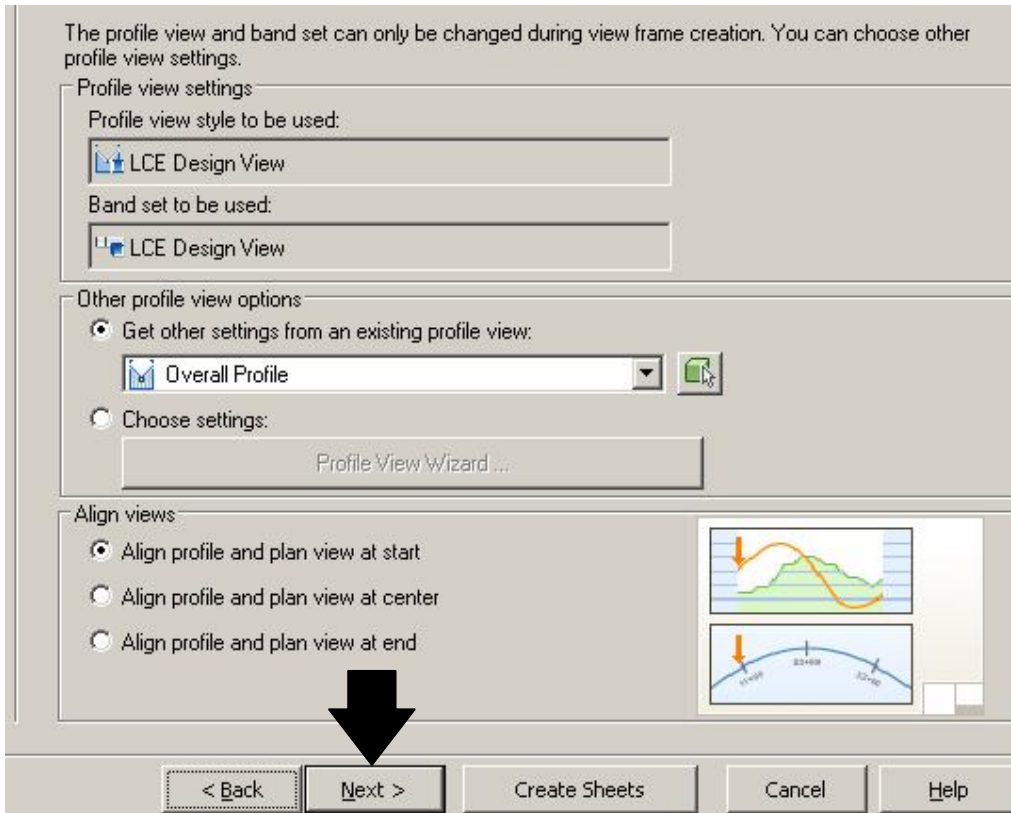 The profile view and band set can only be changed during view frame creation. You can choose other
profile view settings.
Profile view settings
Profile view style to be used:
LCE Design View
Band set to be used:
LCE Design View
Other profile view options
Get other settings from an existing profile view:
Overall Profile
Choose settings:
Profile View Wizard ...
Align views
Align profile and plan view at start
Align profile and plan view at center
Align profile and plan view at end
< Back
Next >
Create Sheets
Cancel
Help